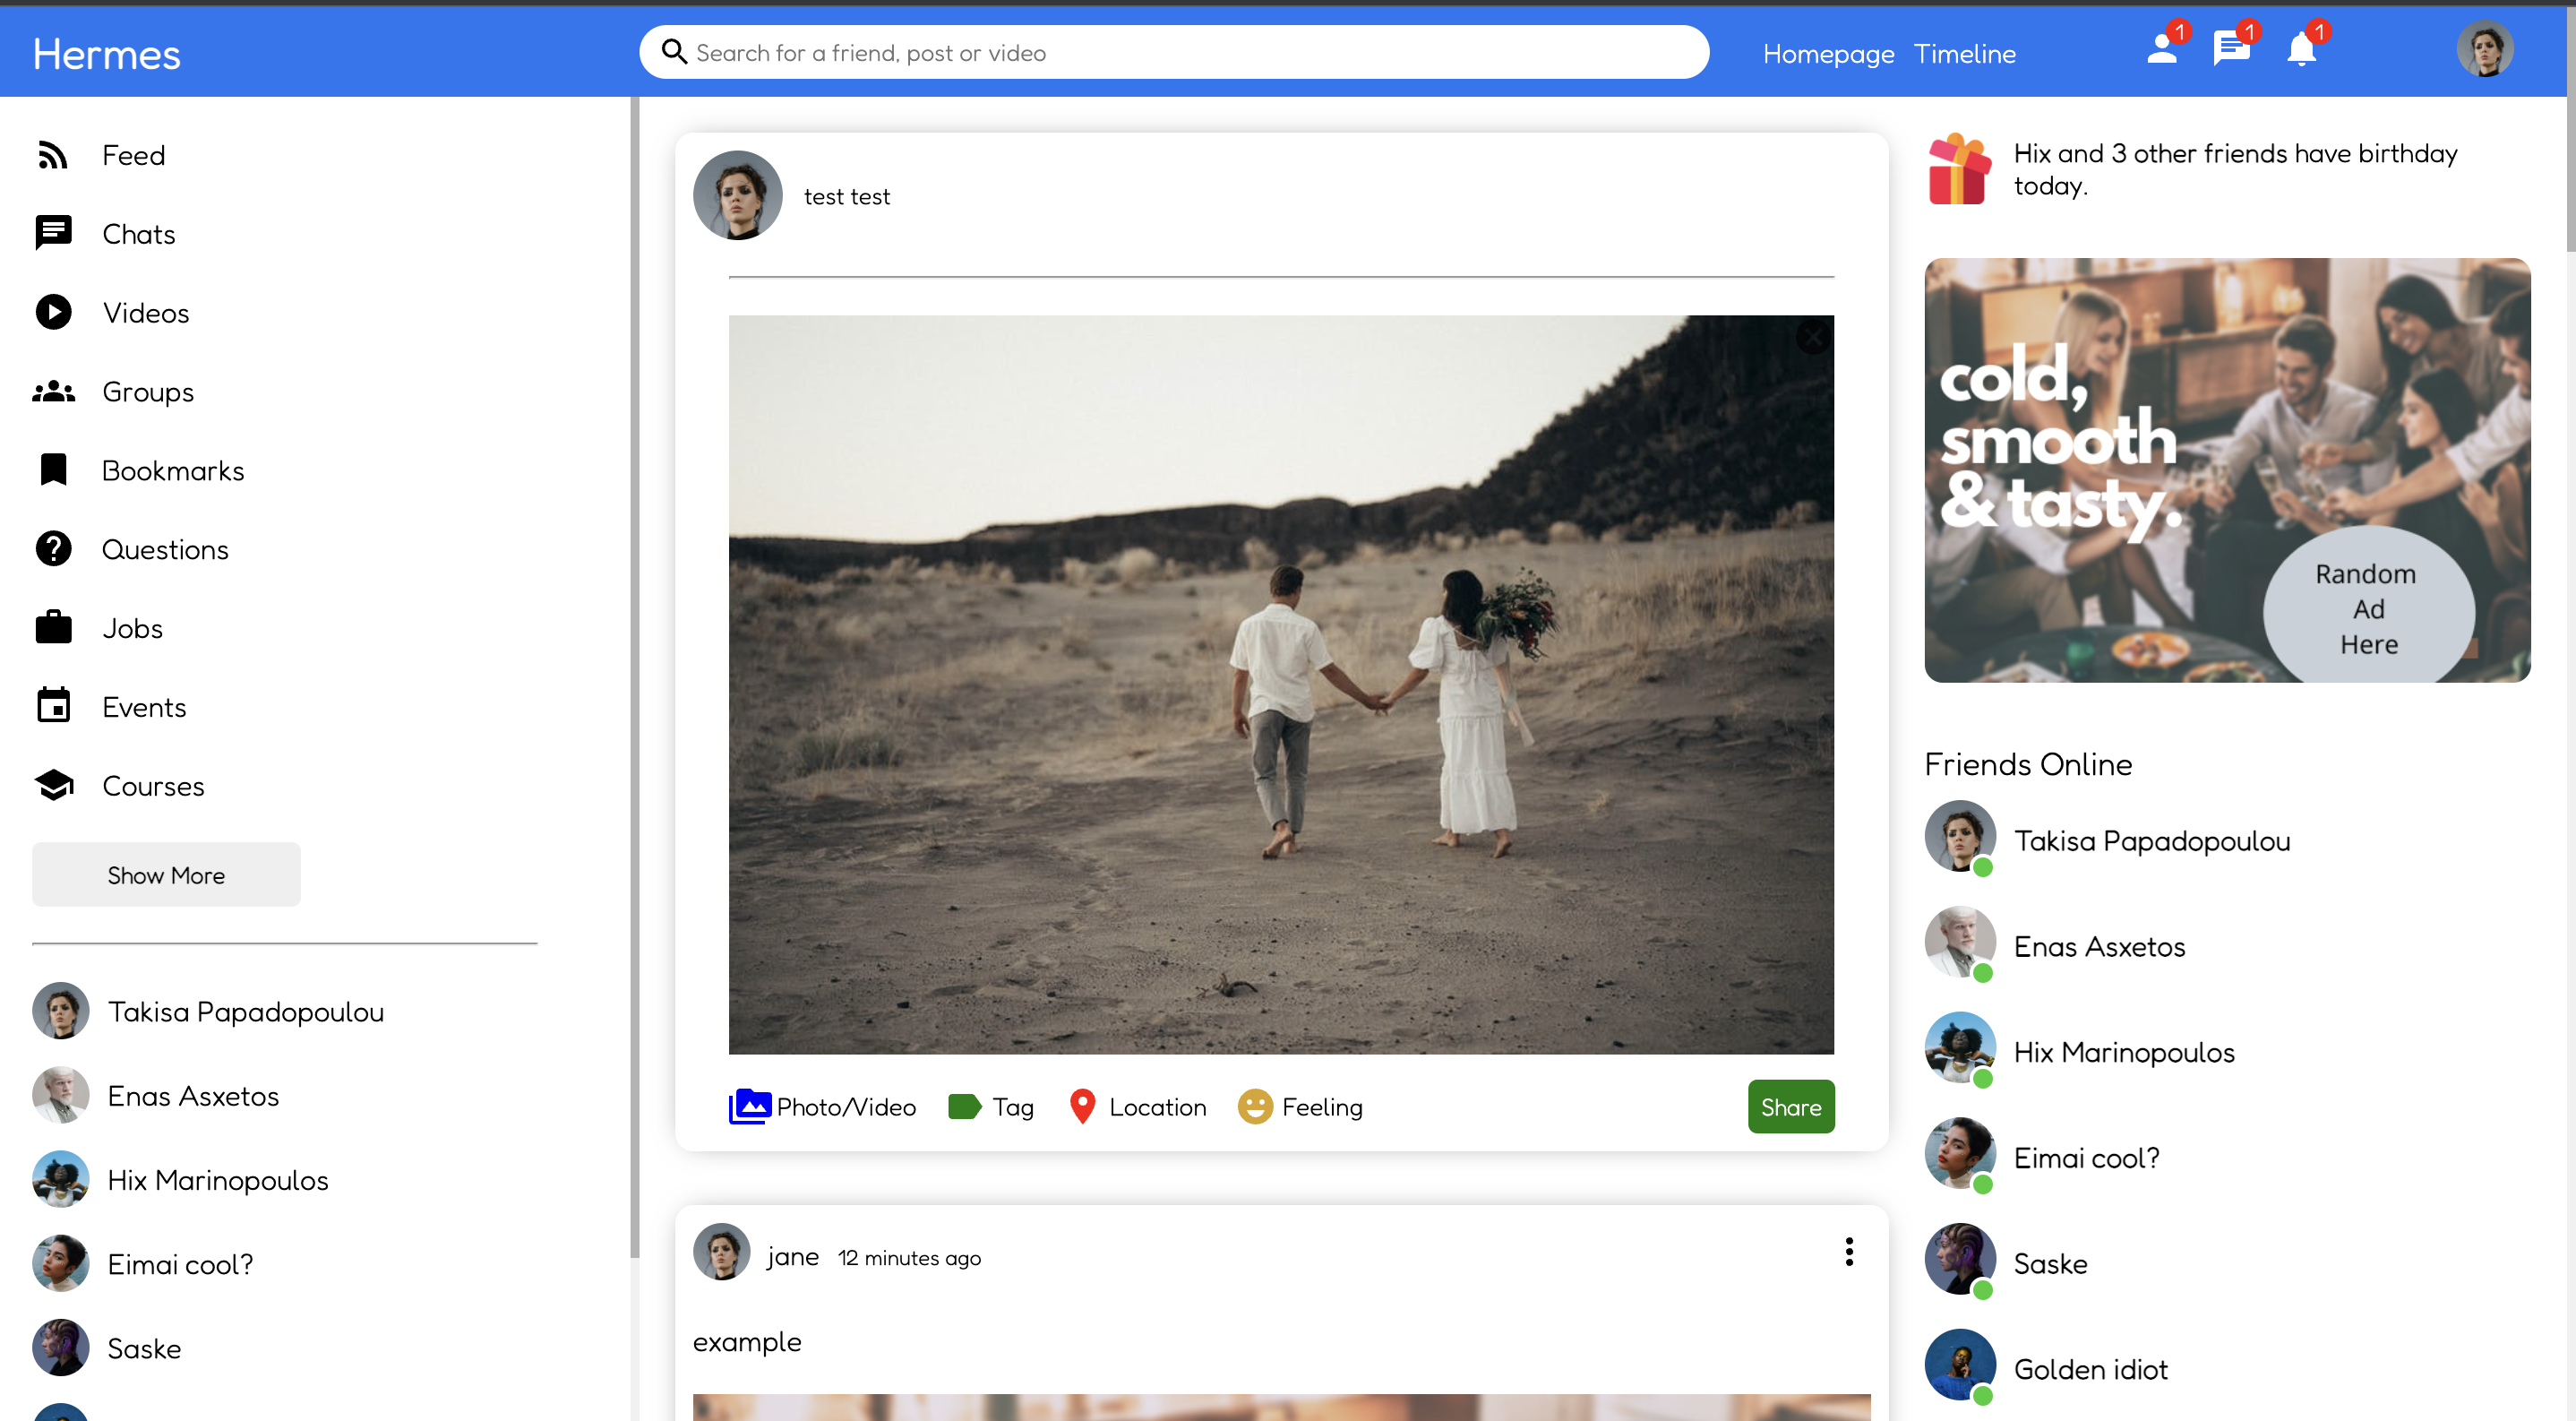 Hermes
Search for a friend, post or video
Homepage
Timeline
1
1
1
Feed
Chats
Videos
Groups
Bookmarks
Questions
Jobs
Events
Courses
Show More
Takisa Papadopoulou
Enas Asxetos
Hix Marinopoulos
Eimai cool?
Saske
test test
Photo/Video
Tag
Location
Feeling
Share
jane 12 minutes ago
example
Hix and 3 other friends have birthday
today.
cold,
smooth
& tasty.
Random
Ad
Here
Friends Online
Takisa Papadopoulou
Enas Asxetos
Hix Marinopoulos
Eimai cool?
Saske
Golden idiot